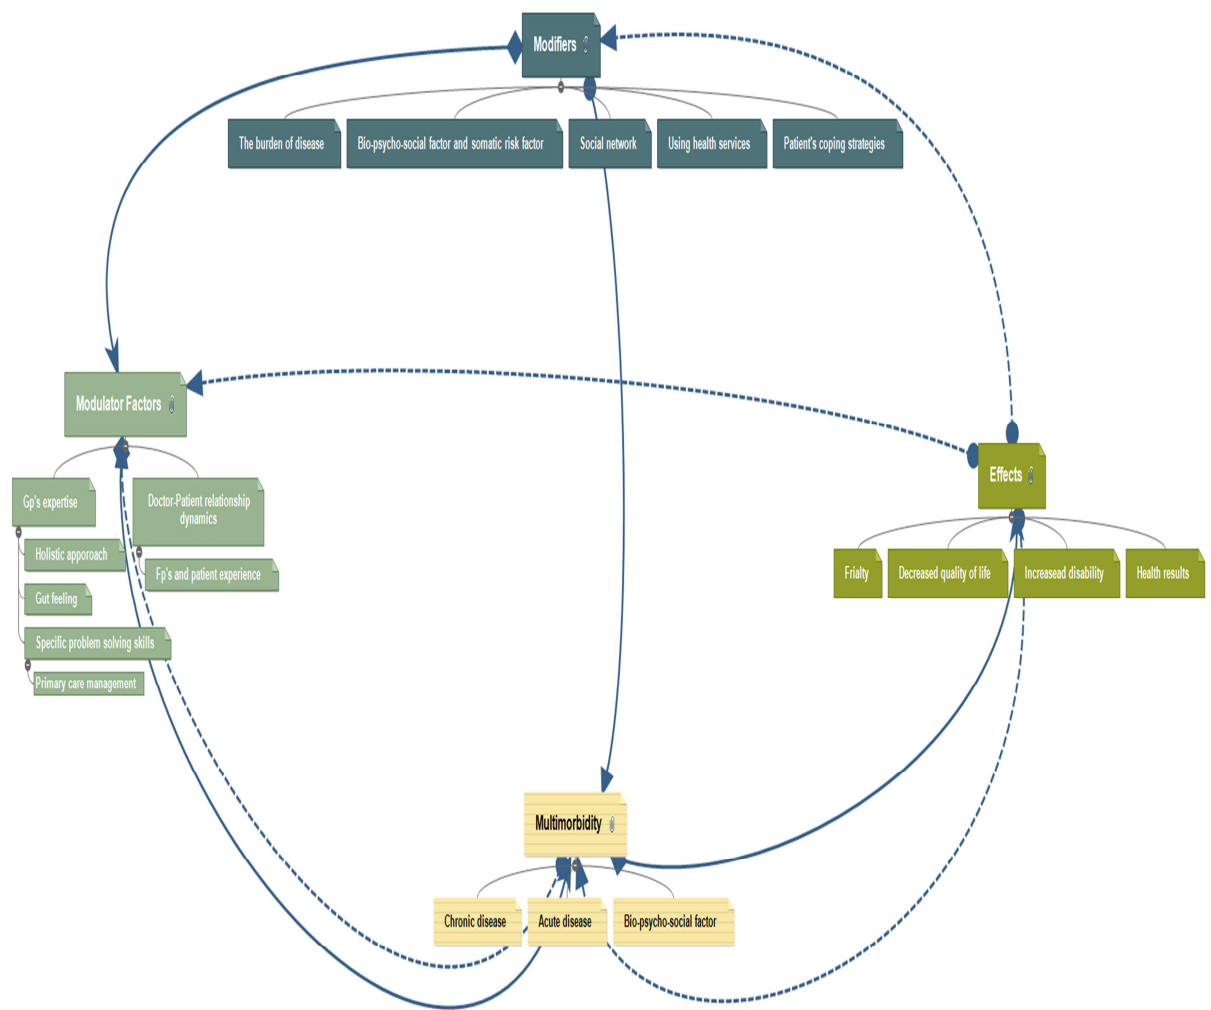 Modifiers
The burden of disease
Bio-psycho-social factor and somatic risk factor
Social network
Using health services
Patient's coping strategies
Modulator Factors
Gp's expertise
Doctor-Patient relationship
dynamics
Holistic apporoach
Fp's and patient experience
Gut feeling
Specific problem solving skills
Primary care management
Effects
Frialty
Decreased quality of life
Increasead disability
Health results
Multimorbidity
Chronic disease
Acute disease
Bio-psycho-social factor